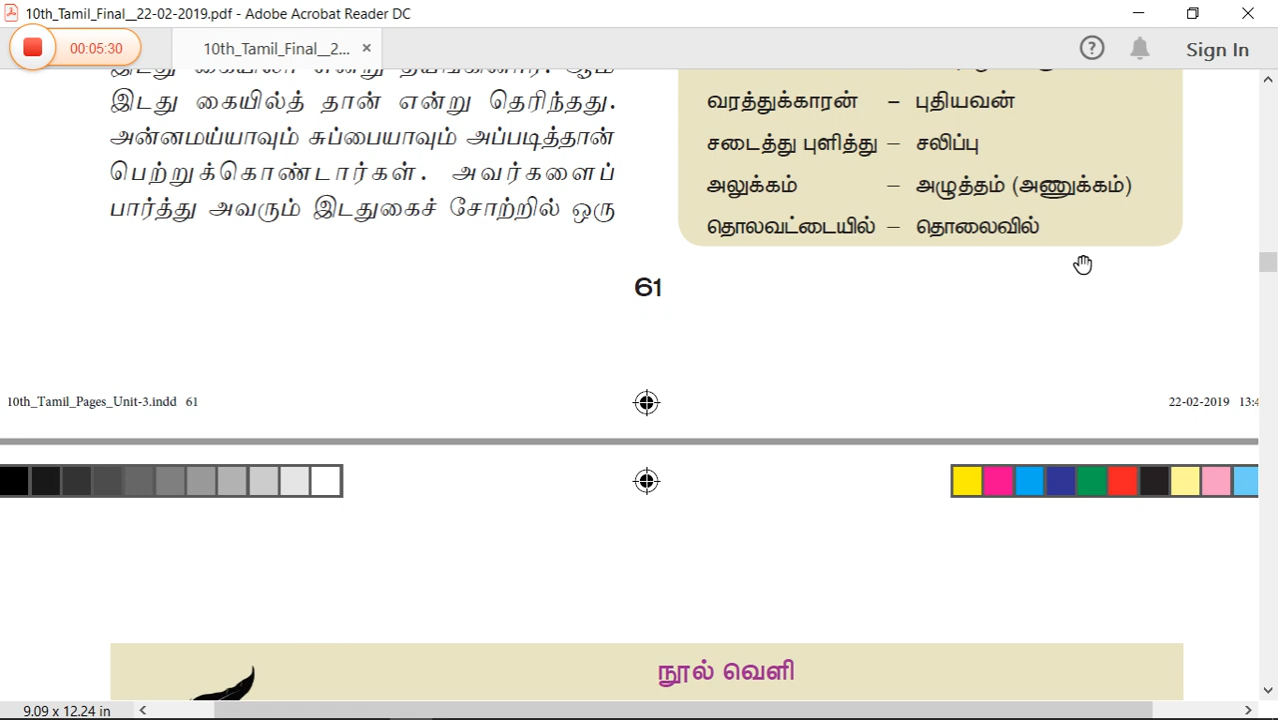 10th_Tamil_Final__22-02-2019.pdf - Adobe Acrobat Reader DC
00:05:30
10th_Tamil_Final__2... ×
Sign In
இடது கையில்த் தான் என்று தெரிந்தது.
அன்னமய்யாவும் சுப்பையாவும் அப்படித்தான்
பெற்றுக்கொண்டார்கள். அவர்களைப்
பார்த்து அவரும் இடதுகைச் சோற்றில் ஒரு
வரத்துக்காரன் – புதியவன்
சடைத்து புளித்து – சலிப்பு
அலுக்கம் – அழுத்தம் (அணுக்கம்)
தொலவட்டையில் – தொலைவில்
61
10th_Tamil_Pages_Unit-3.indd 61
22-02-2019 13:4
நூல் வெளி
9.09 x 12.24 in